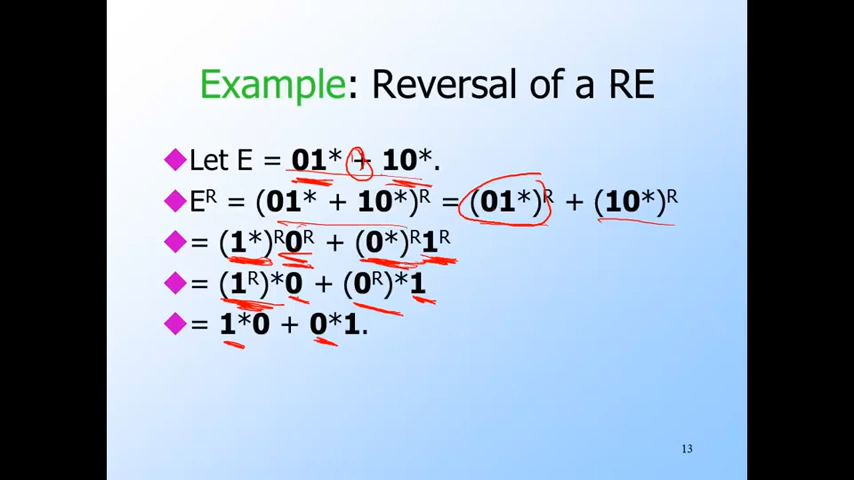 Example: Reversal of a RE
Let E = 01* + 10*.
Eᴿ = (01* + 10*)ᴿ = (01*)ᴿ + (10*)ᴿ
= (1*)ᴿ0ᴿ + (0*)ᴿ1ᴿ
= (1ᴿ)*0 + (0ᴿ)*1
= 1*0 + 0*1.
13